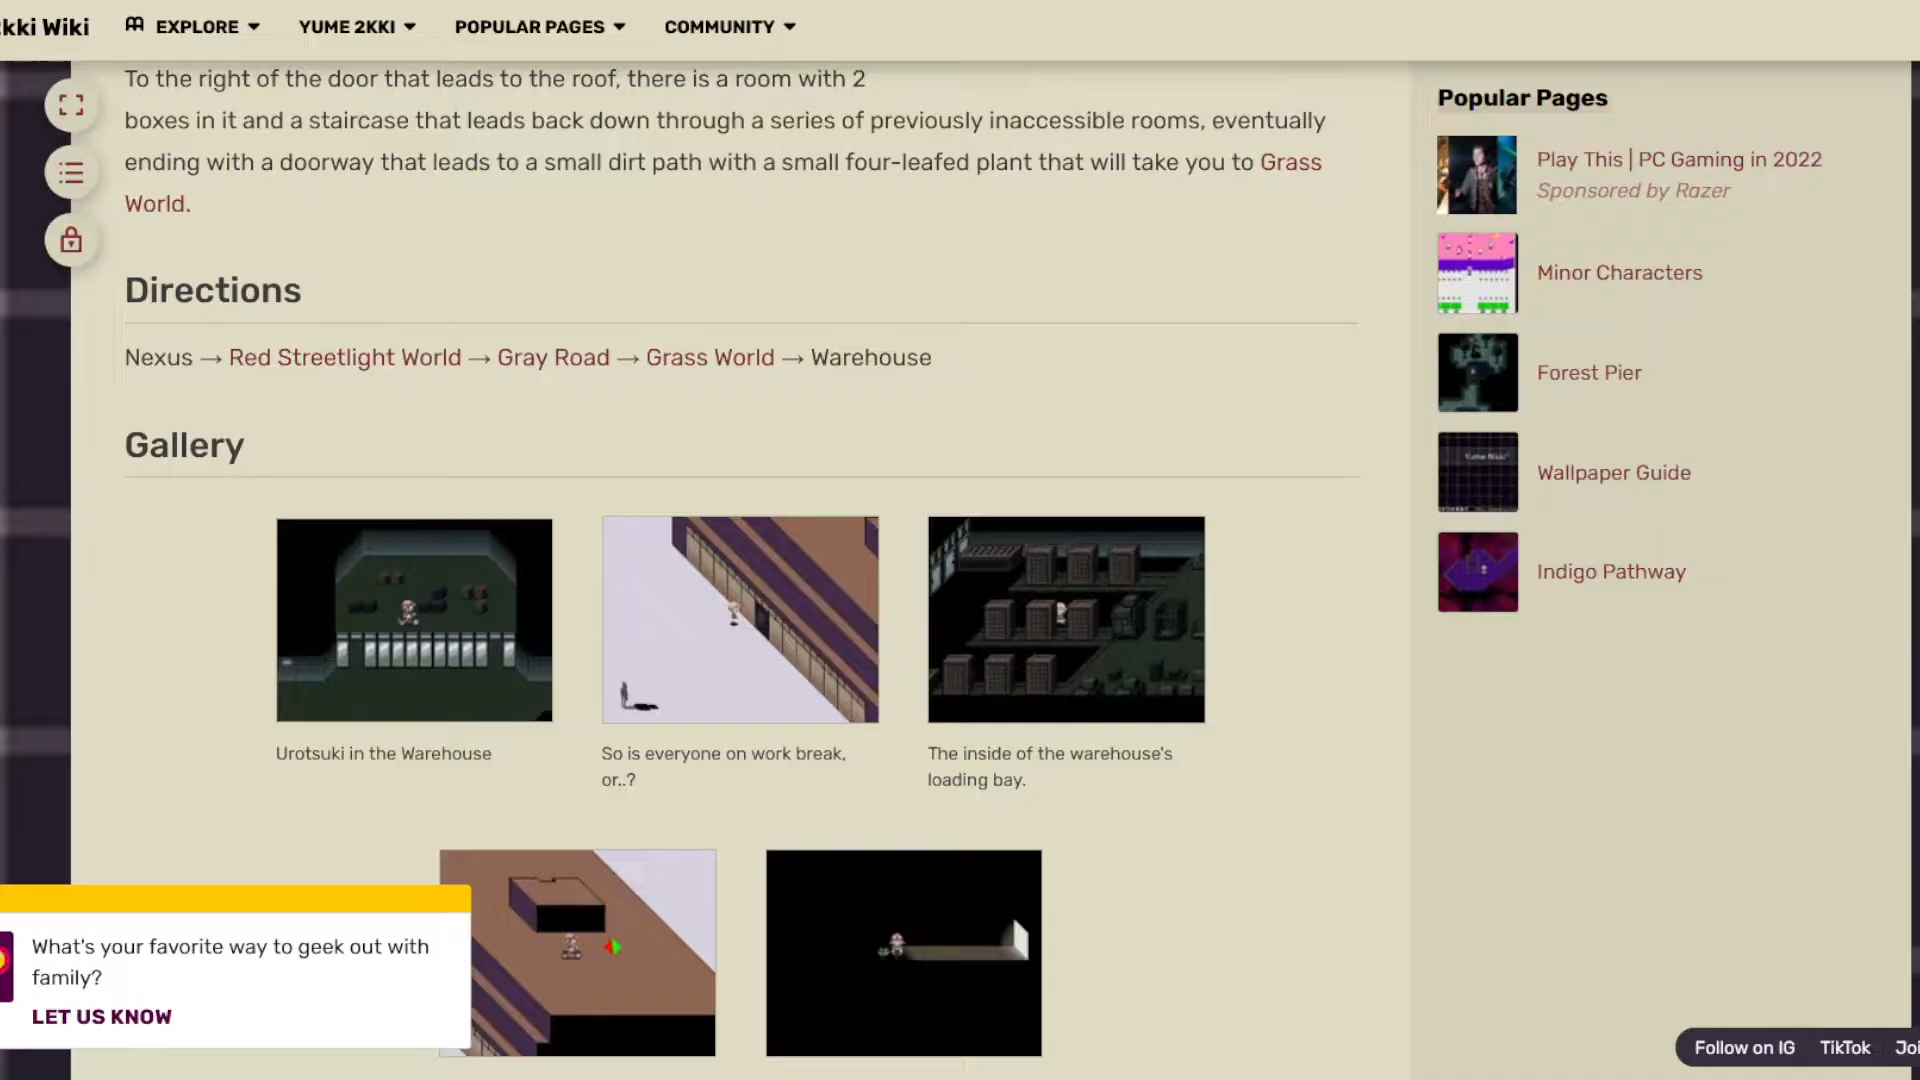 kki Wiki
EXPLORE
YUME 2KKI
POPULAR PAGES
COMMUNITY
To the right of the door that leads to the roof, there is a room with 2
boxes in it and a staircase that leads back down through a series of previously inaccessible rooms, eventually
ending with a doorway that leads to a small dirt path with a small four-leafed plant that will take you to Grass
World.
Directions
Nexus → Red Streetlight World → Gray Road → Grass World → Warehouse
Gallery
Urotsuki in the Warehouse
So is everyone on work break,
or..?
The inside of the warehouse's
loading bay.
What's your favorite way to geek out with
family?
LET US KNOW
Popular Pages
Play This | PC Gaming in 2022
Sponsored by Razer
Minor Characters
Forest Pier
Yume Nikki
Wallpaper Guide
Indigo Pathway
Follow on IG
TikTok
Joi